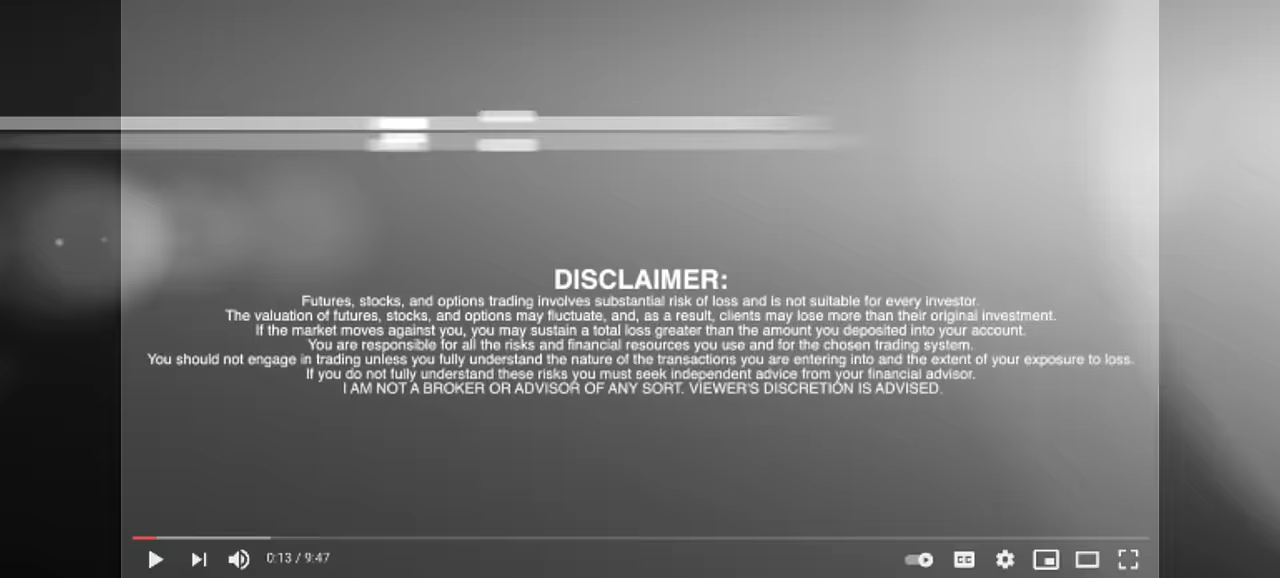 DISCLAIMER:
Futures, stocks, and options trading involves substantial risk of loss and is not suitable for every investor.
The valuation of futures, stocks, and options may fluctuate, and, as a result, clients may lose more than their original investment.
If the market moves against you, you may sustain a total loss greater than the amount you deposited into your account.
You are responsible for all the risks and financial resources you use and for the chosen trading system.
You should not engage in trading unless you fully understand the nature of the transactions you are entering into and the extent of your exposure to loss.
If you do not fully understand these risks you must seek independent advice from your financial advisor.
I AM NOT A BROKER OR ADVISOR OF ANY SORT. VIEWER'S DISCRETION IS ADVISED.
0:13 / 9:47
CC